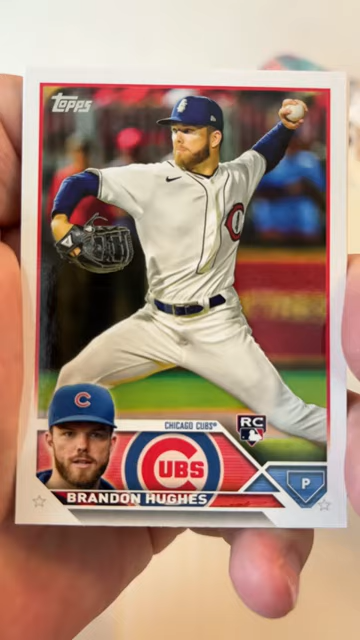 Topps
C
C
CHICAGO CUBS®
RC
CUBS
P
BRANDON HUGHES